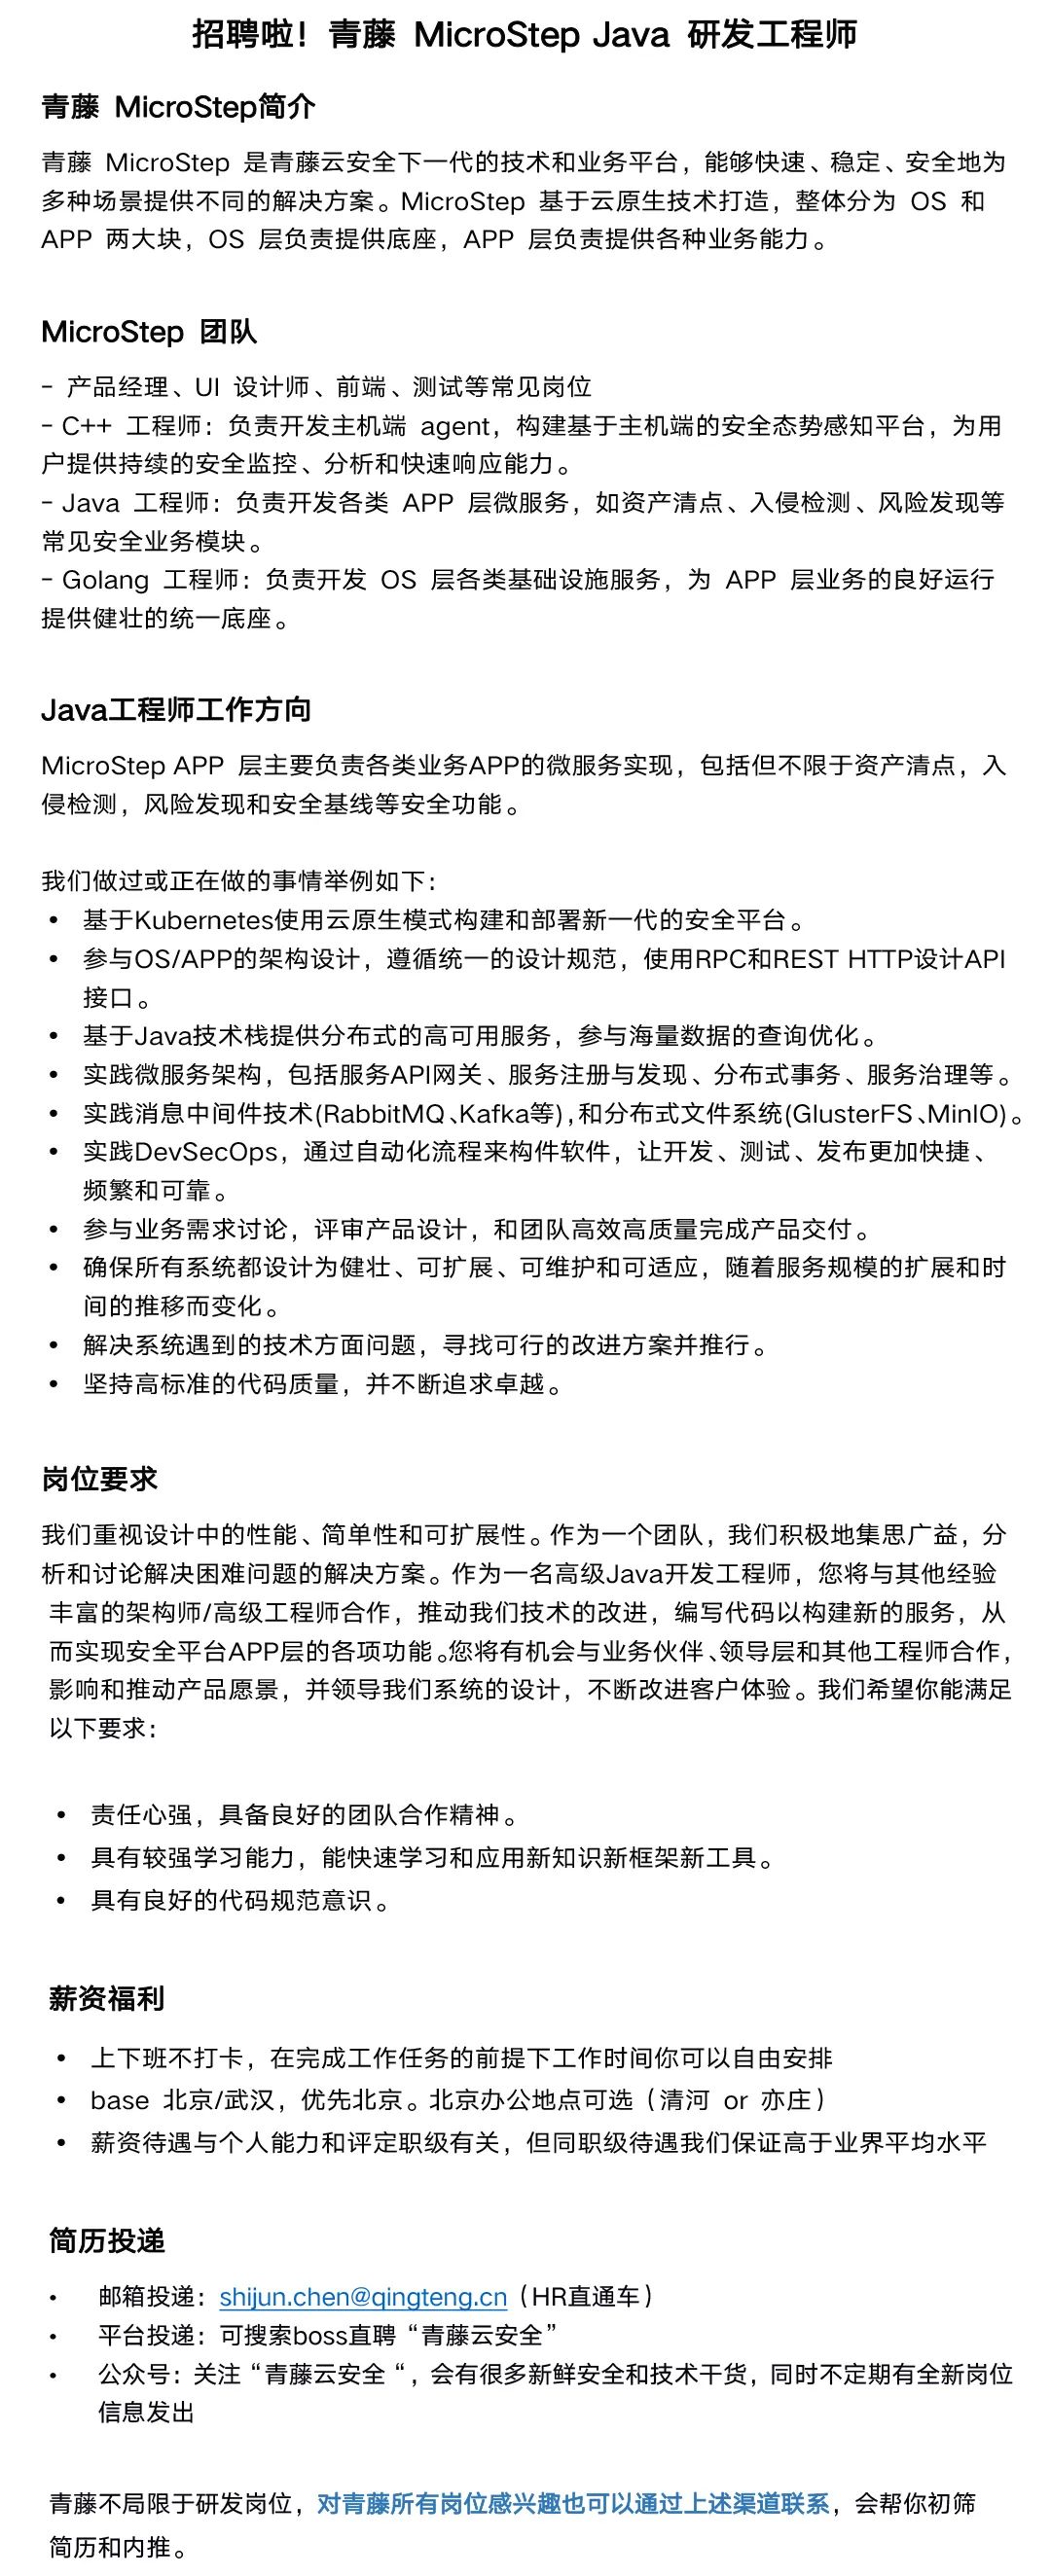 招聘啦！青藤 MicroStep Java 研发工程师
青藤 MicroStep简介
青藤 MicroStep 是青藤云安全下一代的技术和业务平台，能够快速、稳定、安全地为
多种场景提供不同的解决方案。MicroStep 基于云原生技术打造，整体分为 OS 和
APP 两大块，OS 层负责提供底座，APP 层负责提供各种业务能力。
MicroStep 团队
- 产品经理、UI 设计师、前端、测试等常见岗位
- C++ 工程师：负责开发主机端 agent，构建基于主机端的安全态势感知平台，为用
户提供持续的安全监控、分析和快速响应能力。
- Java 工程师：负责开发各类 APP 层微服务，如资产清点、入侵检测、风险发现等
常见安全业务模块。
- Golang 工程师：负责开发 OS 层各类基础设施服务，为 APP 层业务的良好运行
提供健壮的统一底座。
Java工程师工作方向
MicroStep APP 层主要负责各类业务APP的微服务实现，包括但不限于资产清点，入
侵检测，风险发现和安全基线等安全功能。
我们做过或正在做的事情举例如下：
• 基于Kubernetes使用云原生模式构建和部署新一代的安全平台。
• 参与OS/APP的架构设计，遵循统一的设计规范，使用RPC和REST HTTP设计API
接口。
• 基于Java技术栈提供分布式的高可用服务，参与海量数据的查询优化。
• 实践微服务架构，包括服务API网关、服务注册与发现、分布式事务、服务治理等。
• 实践消息中间件技术(RabbitMQ、Kafka等),和分布式文件系统(GlusterFS、MinIO)。
• 实践DevSecOps，通过自动化流程来构件软件，让开发、测试、发布更加快捷、
频繁和可靠。
• 参与业务需求讨论，评审产品设计，和团队高效高质量完成产品交付。
• 确保所有系统都设计为健壮、可扩展、可维护和可适应，随着服务规模的扩展和时
间的推移而变化。
• 解决系统遇到的技术方面问题，寻找可行的改进方案并推行。
• 坚持高标准的代码质量，并不断追求卓越。
岗位要求
我们重视设计中的性能、简单性和可扩展性。作为一个团队，我们积极地集思广益，分
析和讨论解决困难问题的解决方案。作为一名高级Java开发工程师，您将与其他经验
丰富的架构师/高级工程师合作，推动我们技术的改进，编写代码以构建新的服务，从
而实现安全平台APP层的各项功能。您将有机会与业务伙伴、领导层和其他工程师合作，
影响和推动产品愿景，并领导我们系统的设计，不断改进客户体验。我们希望你能满足
以下要求：
• 责任心强，具备良好的团队合作精神。
• 具有较强学习能力，能快速学习和应用新知识新框架新工具。
• 具有良好的代码规范意识。
薪资福利
• 上下班不打卡，在完成工作任务的前提下工作时间你可以自由安排
• base 北京/武汉，优先北京。北京办公地点可选（清河 or 亦庄）
• 薪资待遇与个人能力和评定职级有关，但同职级待遇我们保证高于业界平均水平
简历投递
• 邮箱投递：shijun.chen@qingteng.cn（HR直通车）
• 平台投递：可搜索boss直聘“青藤云安全”
• 公众号：关注“青藤云安全“，会有很多新鲜安全和技术干货，同时不定期有全新岗位
信息发出
青藤不局限于研发岗位，对青藤所有岗位感兴趣也可以通过上述渠道联系，会帮你初筛
简历和内推。